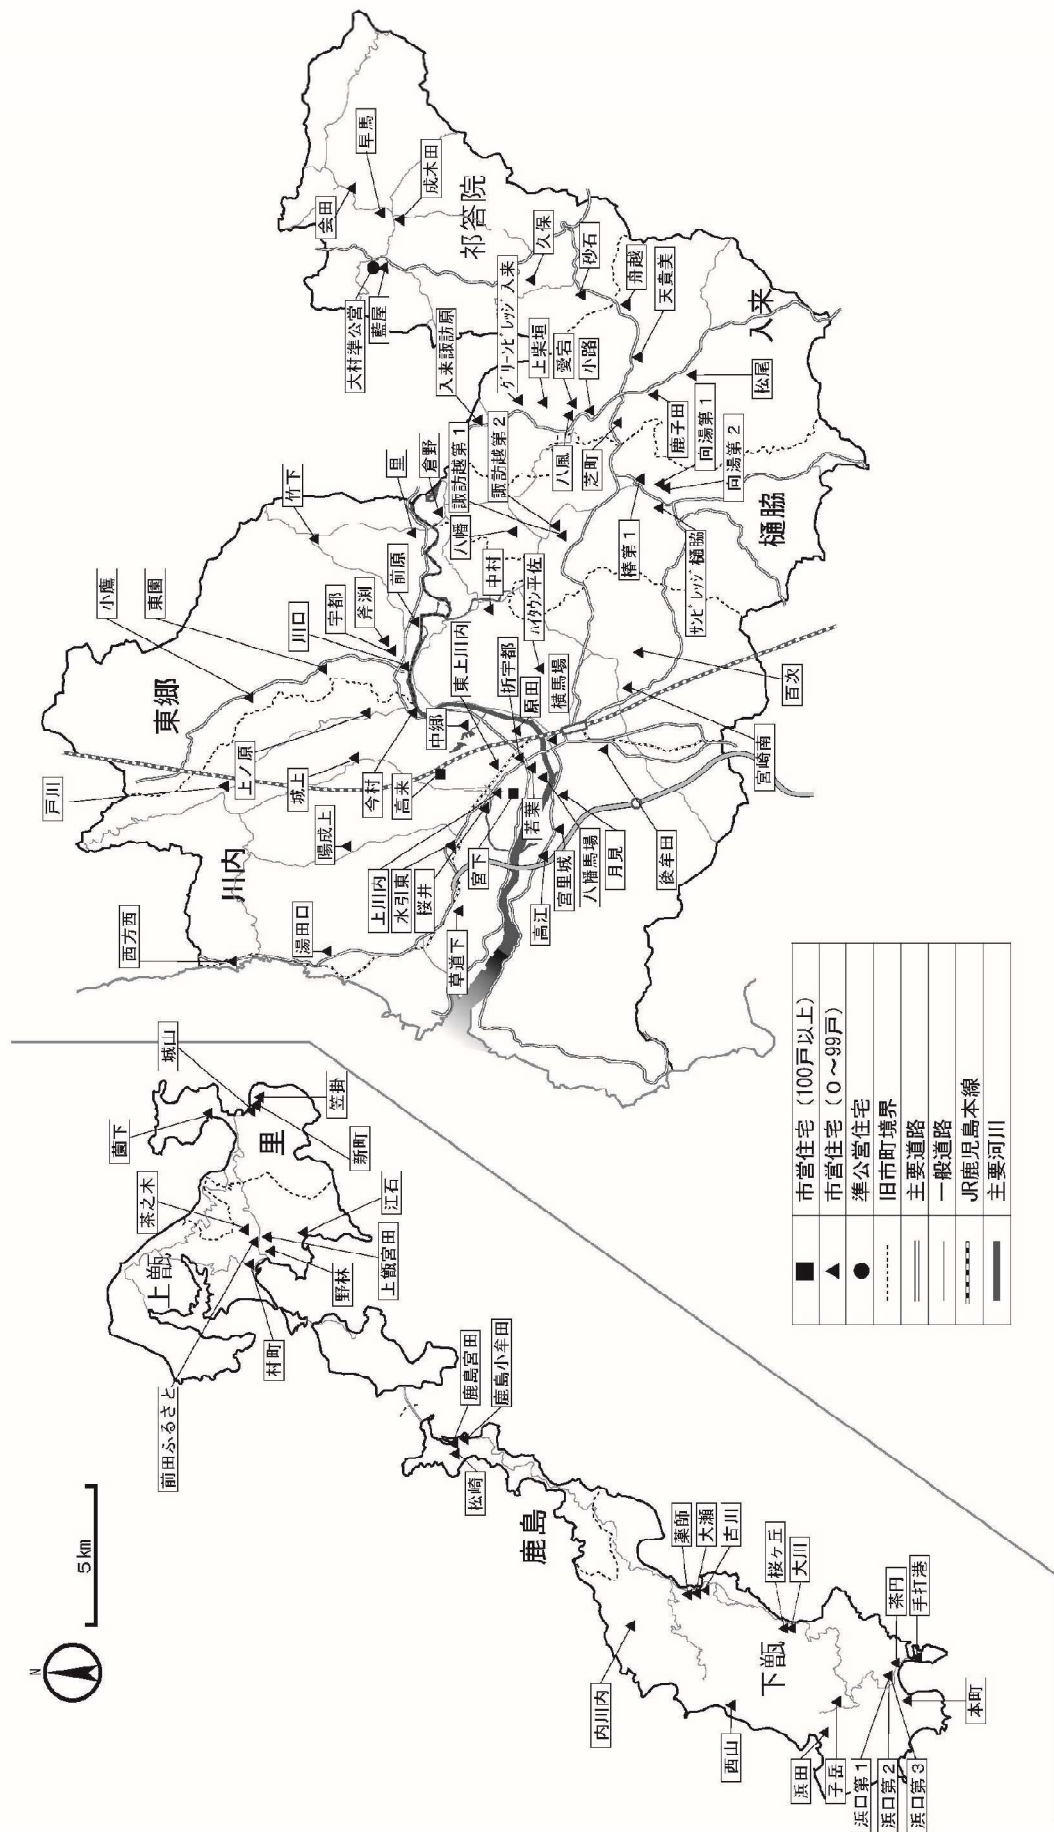 N
5km
前田ふるさと
村町
上甑
茶之木
薗下
城山
里
笠掛
新町
江石
上甑宮田
野林
鹿島宮田
鹿島小牟田
松崎
鹿島
内川内
薬師
大瀬
古川
桜ヶ丘
大川
西山
下甑
浜田
子岳
浜口第1
浜口第2
浜口第3
本町
茶円
手打港
西方西
湯田口
川内
戸川
東郷
小鷹
東園
上ノ原
城上
陽成上
今村
高来
上川内
水引東
桜井
草道下
宮下
若葉
高江
宮里城
八幡馬場
月見
後牟田
宮崎南
百次
中郷
東上川内
折宇都
原田
横馬場
ﾊｲﾀｳﾝ平佐
中村
八幡
川口
宇都
斧渕
前原
竹下
里
倉野
諏訪越第1
諏訪越第2
入来諏訪原
ｸﾞﾘｰﾝﾋﾞﾚｯｼﾞ入来
上柴垣
愛宕
小路
八風
芝町
鹿子田
向湯第1
向湯第2
椿第1
ｻﾝﾋﾞﾚｯｼﾞ樋脇
樋脇
入来
松尾
天貴美
舟越
砂石
久保
祁答院
大村準公営
藍屋
会田
早馬
成木田
市営住宅（100戸以上）
市営住宅（0～99戸）
準公営住宅
旧市町境界
主要道路
一般道路
JR鹿児島本線
主要河川